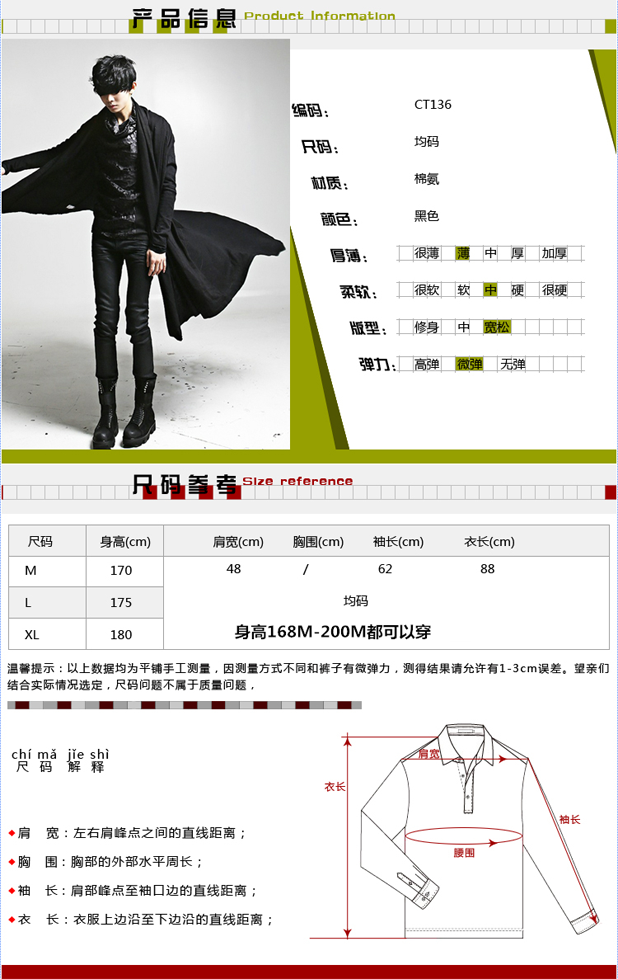 产品信息 Product Information
编码： CT136
尺码： 均码
材质： 棉氨
颜色： 黑色
厚薄： 很薄 薄 中 厚 加厚
柔软： 很软 软 中 硬 很硬
版型： 修身 中 宽松
弹力： 高弹 微弹 无弹
尺码参考 Size reference
尺码 身高(cm) 肩宽(cm) 胸围(cm) 袖长(cm) 衣长(cm)
M 170 48 / 62 88
L 175 均码
XL 180 身高168M-200M都可以穿
温馨提示：以上数据均为平铺手工测量，因测量方式不同和裤子有微弹力，测得结果请允许有1-3cm误差。望亲们
结合实际情况选定，尺码问题不属于质量问题，
chí mǎ jǐe shì
尺 码 解 释
肩宽
衣长
袖长
腰围
肩 宽：左右肩峰点之间的直线距离；
胸 围：胸部的外部水平周长；
袖 长：肩部峰点至袖口边的直线距离；
衣 长：衣服上边沿至下边沿的直线距离；